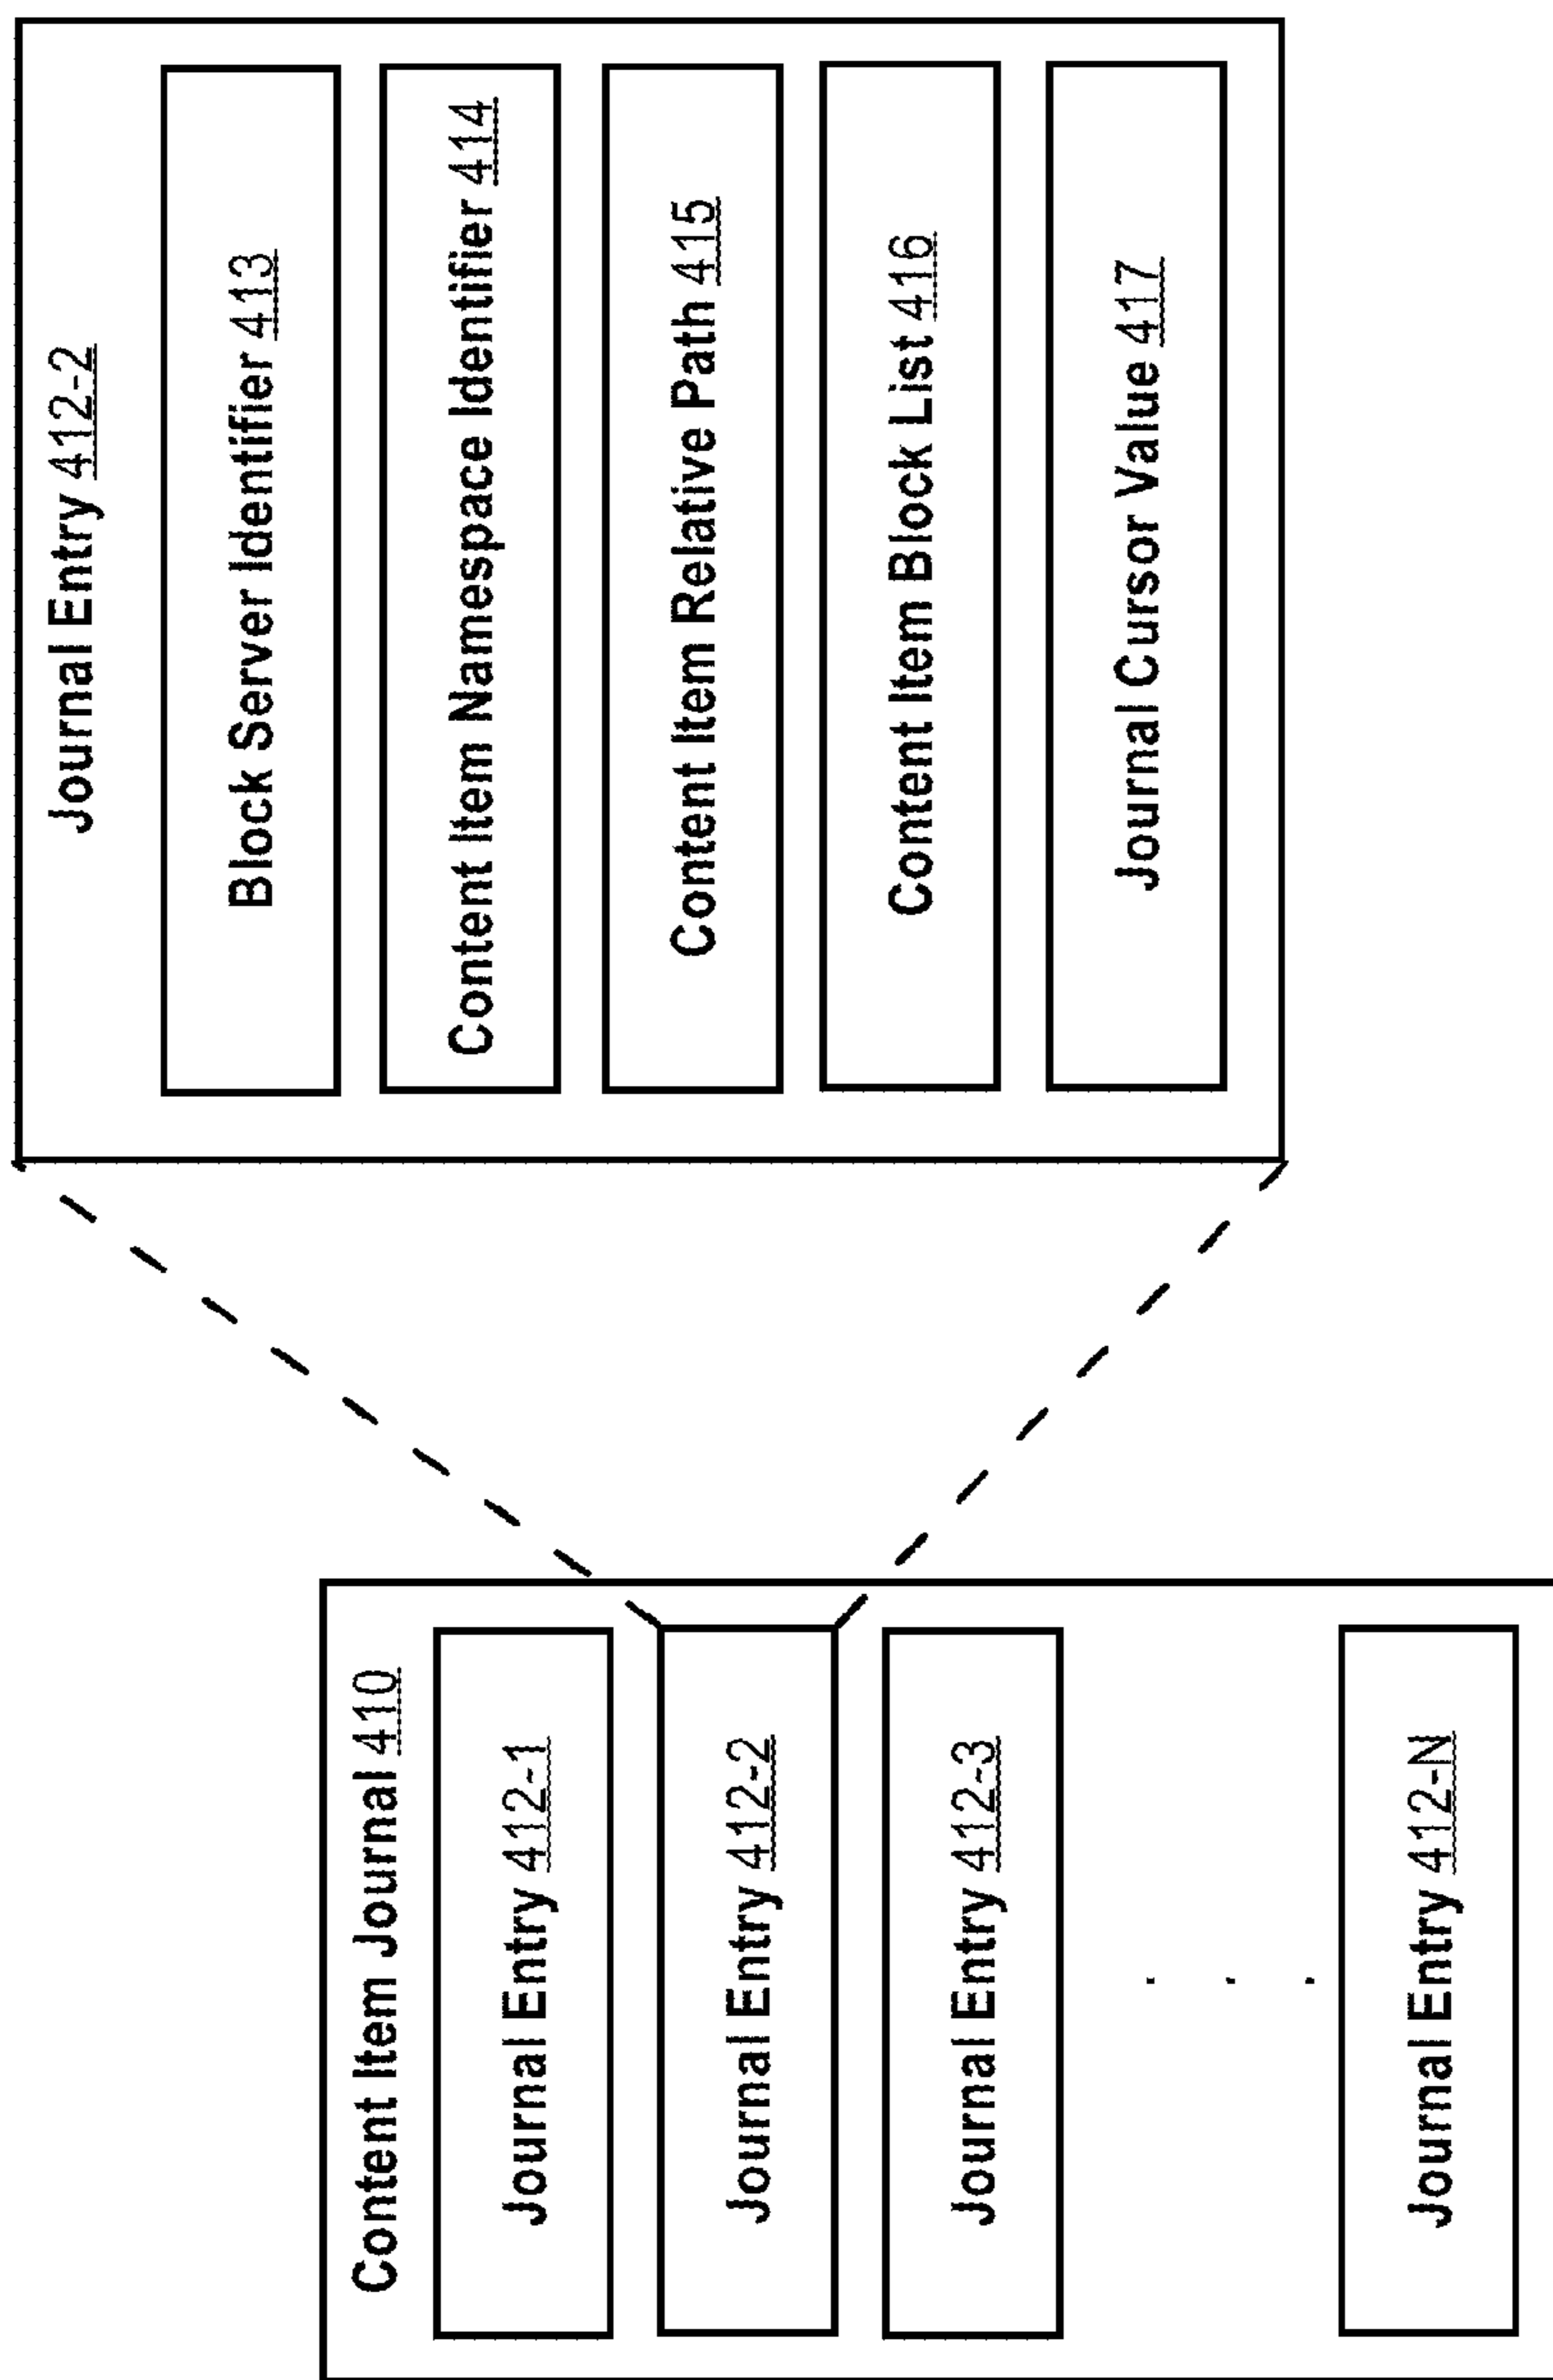 Content Item Journal 410
Journal Entry 412-1
Journal Entry 412-2
Journal Entry 412-3
. . .
Journal Entry 412-N
Journal Entry 412-2
Block Server Identifier 413
Content Item Namespace Identifier 414
Content Item Relative Path 415
Content Item Block List 416
Journal Cursor Value 417